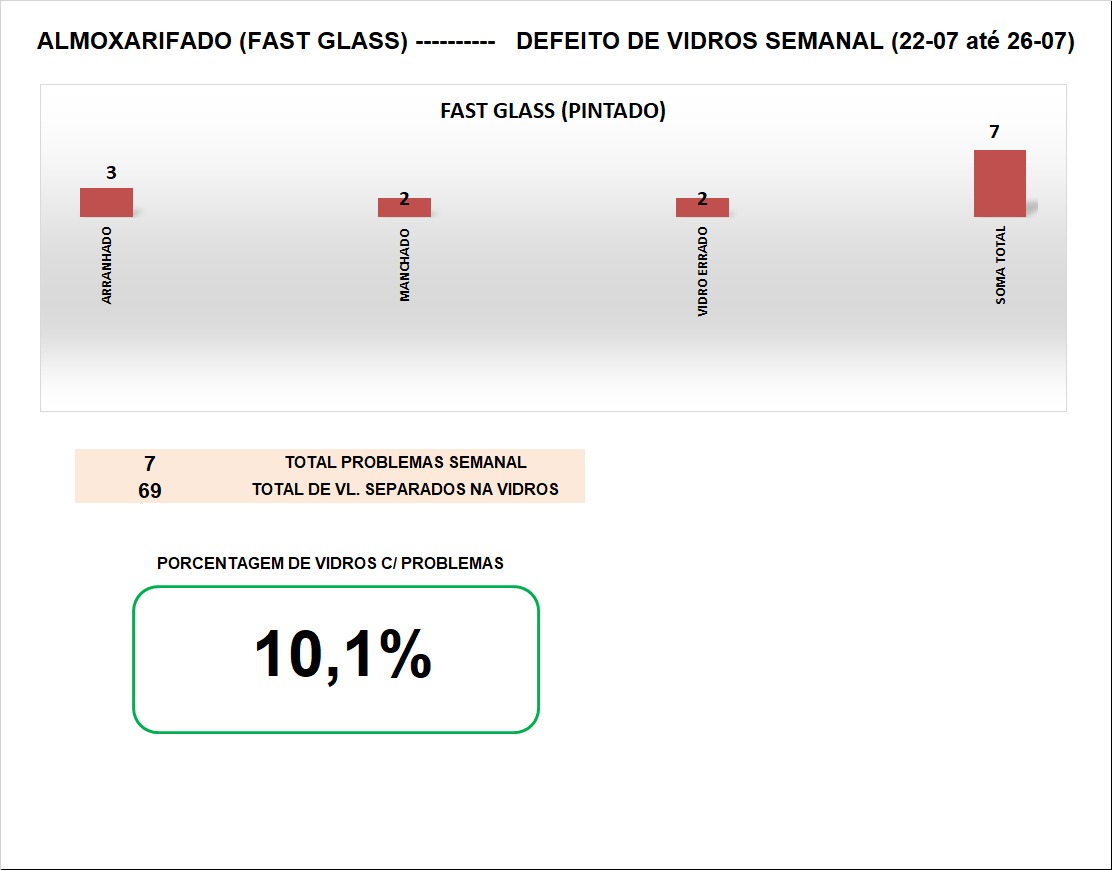 ALMOXARIFADO (FAST GLASS) ---------- DEFEITO DE VIDROS SEMANAL (22-07 até 26-07)
FAST GLASS (PINTADO)
3
2
2
7
ARRANHADO
MANCHADO
VIDRO ERRADO
SOMA TOTAL
7 TOTAL PROBLEMAS SEMANAL
69 TOTAL DE VL. SEPARADOS NA VIDROS
PORCENTAGEM DE VIDROS C/ PROBLEMAS
10,1%